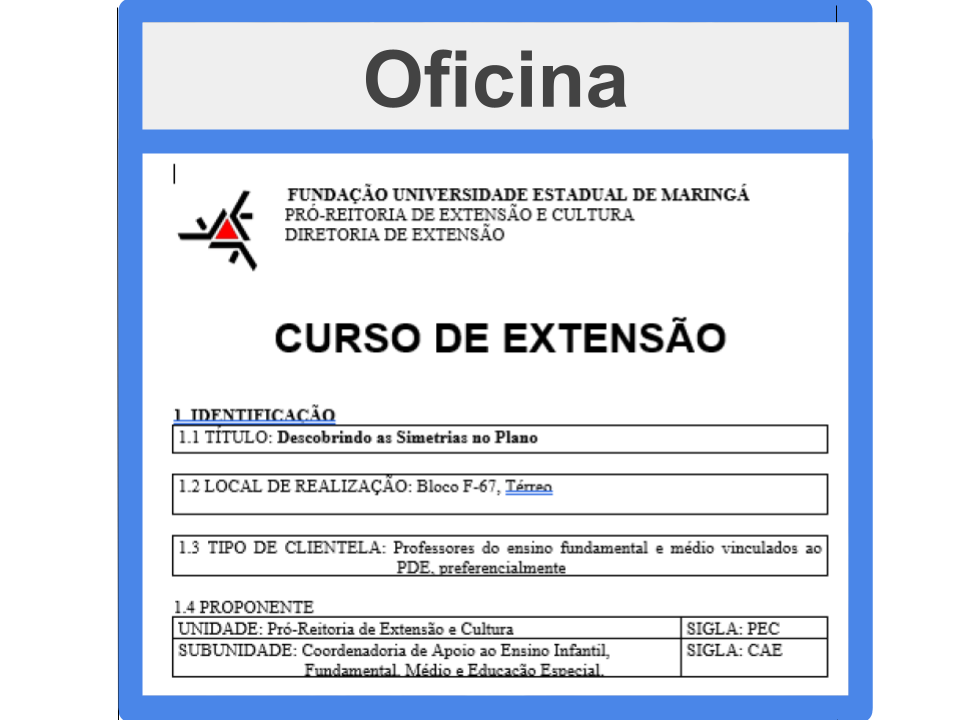 Oficina
FUNDAÇÃO UNIVERSIDADE ESTADUAL DE MARINGÁ
PRÓ-REITORIA DE EXTENSÃO E CULTURA
DIRETORIA DE EXTENSÃO
CURSO DE EXTENSÃO
1 IDENTIFICAÇÃO
1.1 TÍTULO: Descobrindo as Simetrias no Plano
1.2 LOCAL DE REALIZAÇÃO: Bloco F-67, Térreo
1.3 TIPO DE CLIENTELA: Professores do ensino fundamental e médio vinculados ao
PDE, preferencialmente
1.4 PROPONENTE
UNIDADE: Pró-Reitoria de Extensão e Cultura SIGLA: PEC
SUBUNIDADE: Coordenadoria de Apoio ao Ensino Infantil, SIGLA: CAE
Fundamental, Médio e Educação Especial.